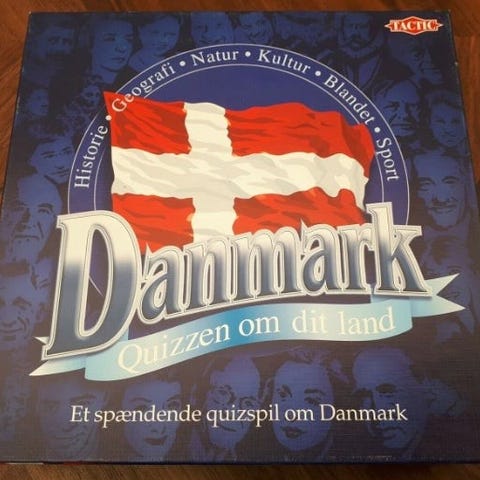 TACTIC
Historie • Geografi • Natur • Kultur • Blandet • Sport
Danmark
Quizzen om dit land
Et spændende quizspil om Danmark